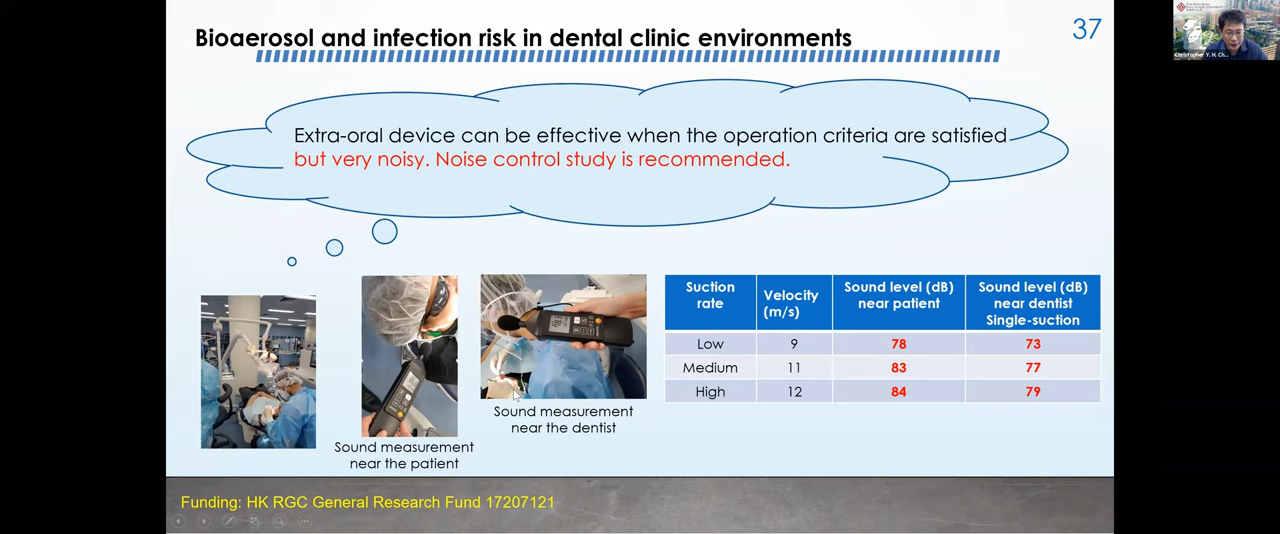 Bioaerosol and infection risk in dental clinic environments
37
Extra-oral device can be effective when the operation criteria are satisfied
but very noisy. Noise control study is recommended.
Suction rate
Velocity (m/s)
Sound level (dB) near patient
Sound level (dB) near dentist Single-suction
Low 9 78 73
Medium 11 83 77
High 12 84 79
Sound measurement
near the dentist
Sound measurement
near the patient
Funding: HK RGC General Research Fund 17207121
Christopher Y. H. Ch...